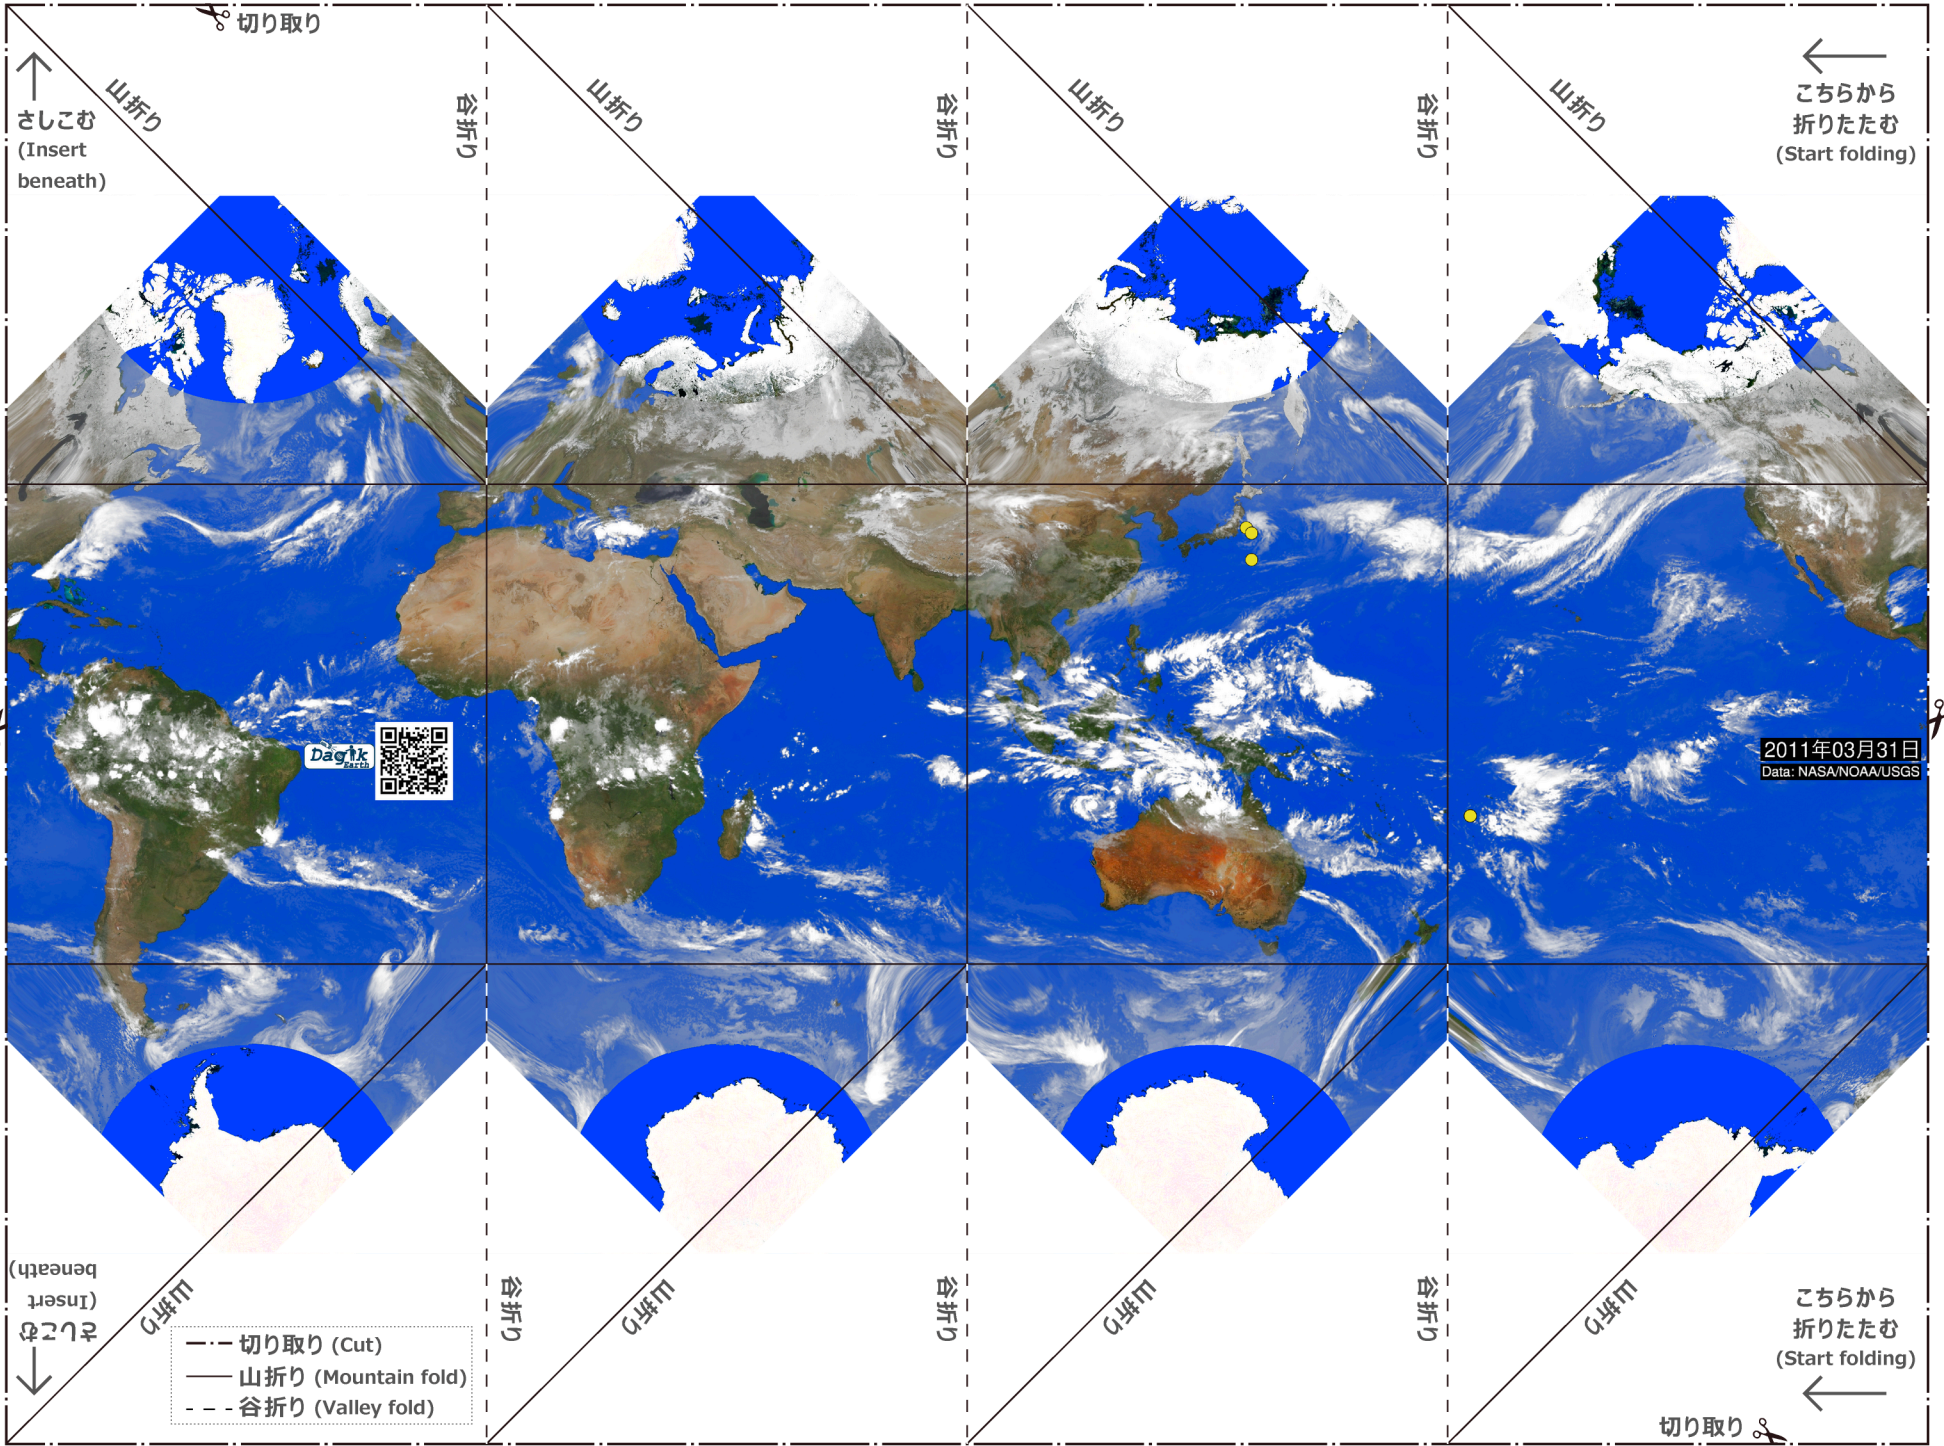 切り取り
さしこむ
(Insert
beneath)
山折り
谷折り
山折り
谷折り
山折り
谷折り
山折り
こちらから
折りたたむ
(Start folding)
Dagik
Earth
2011年03月31日
Data: NASA/NOAA/USGS
さしこむ
(Insert
beneath)
山折り
谷折り
山折り
谷折り
山折り
谷折り
山折り
こちらから
折りたたむ
(Start folding)
切り取り (Cut)
山折り (Mountain fold)
谷折り (Valley fold)
切り取り